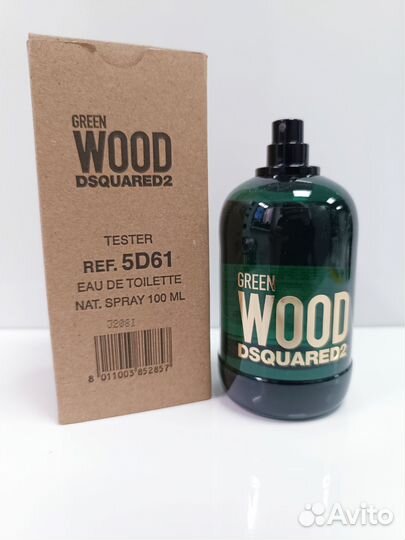 GREEN
WOOD
DSQUARED2
TESTER
REF. 5D61
EAU DE TOILETTE
NAT. SPRAY 100 ML
J2081
8 011003 852857
GREEN
WOOD
DSQUARED2
Avito